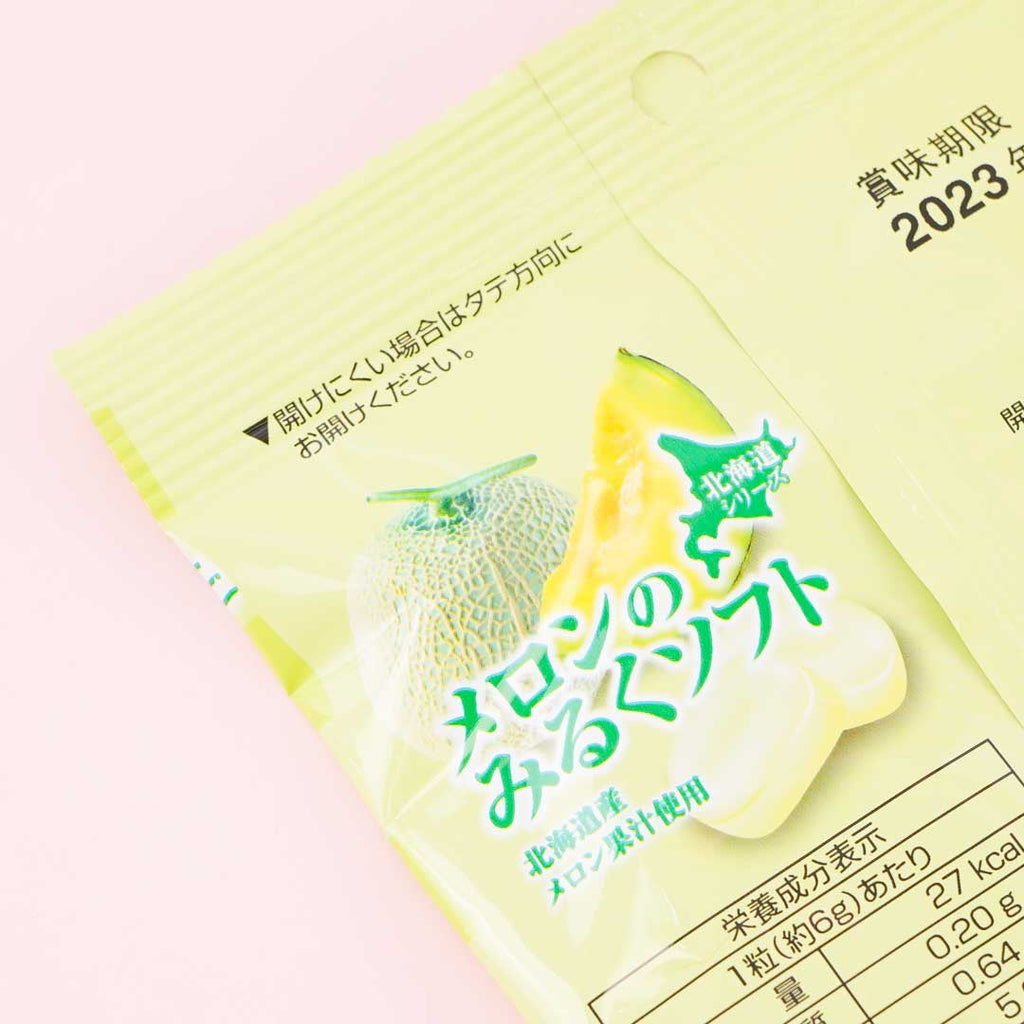 賞味期限
2023 年
▼開けにくい場合はタテ方向に
お開けください。
開
北海道
シリーズ
メロンの
みるくソフト
北海道産
メロン果汁使用
栄養成分表示
1粒(約6g)あたり
量 27 kcal
0.20 g
0.64
5.